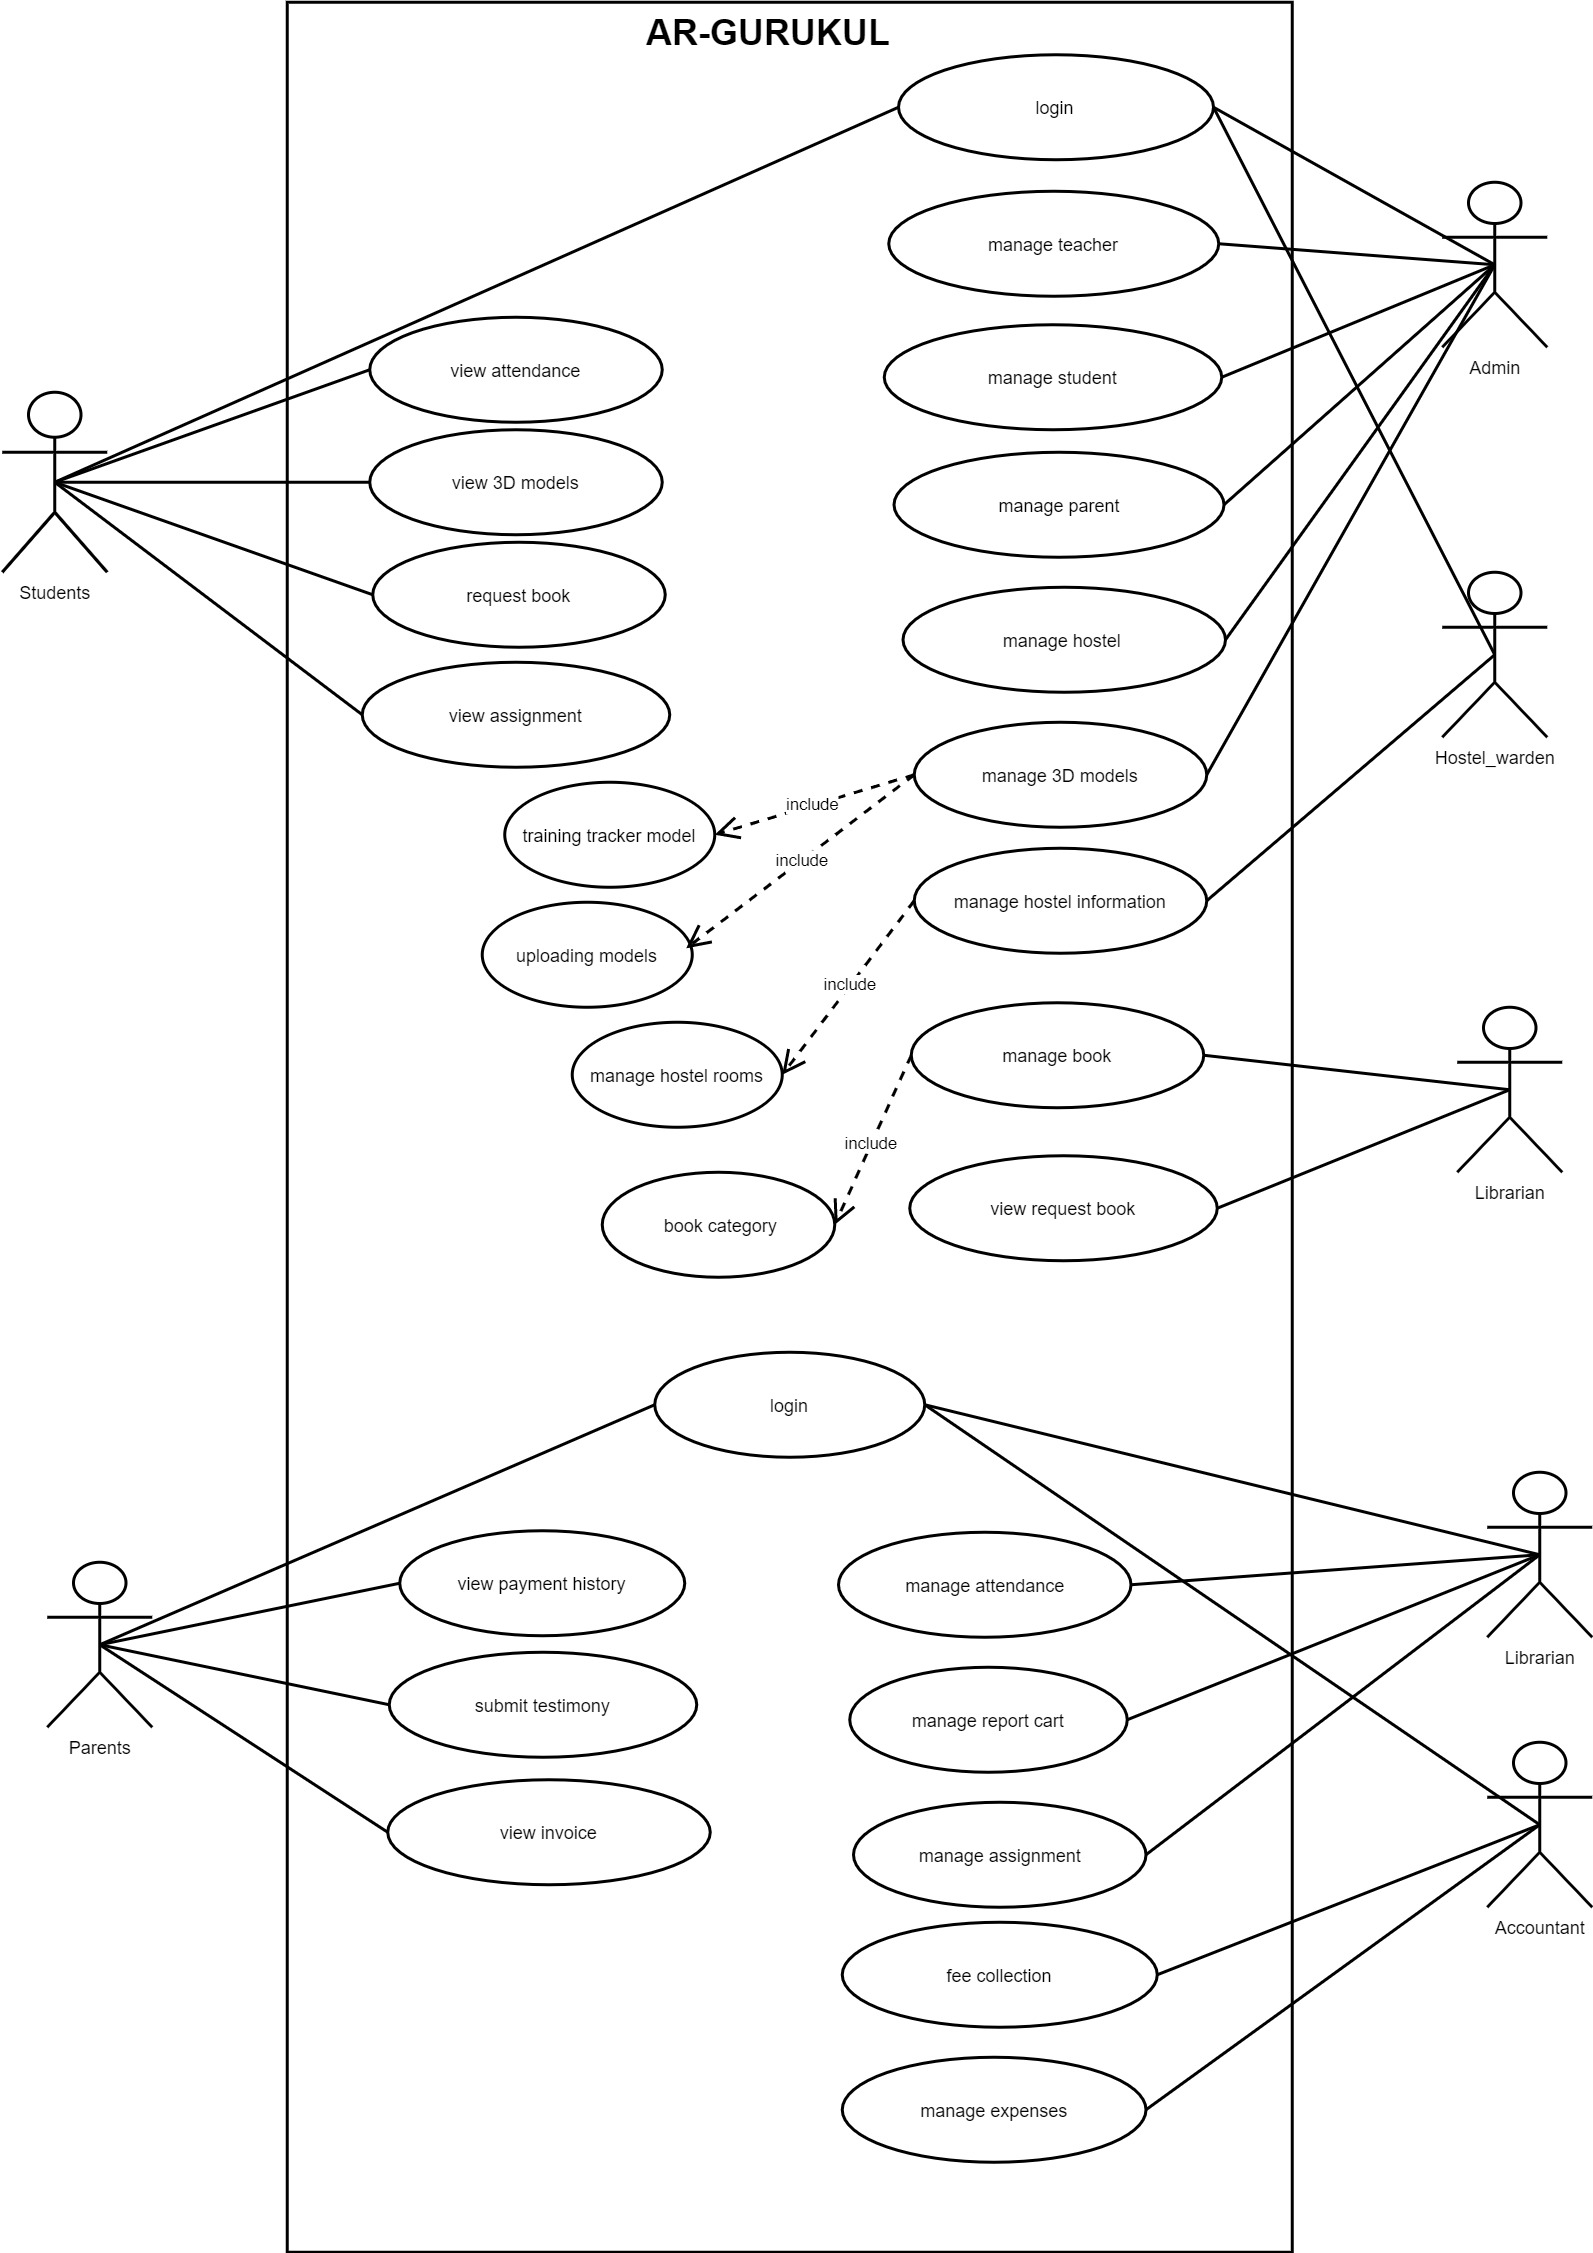 AR-GURUKUL
login
manage teacher
Admin
view attendance
manage student
view 3D models
manage parent
Students
request book
manage hostel
view assignment
Hostel_warden
manage 3D models
include
training tracker model
include
manage hostel information
uploading models
include
manage book
manage hostel rooms
include
Librarian
view request book
book category
login
view payment history
manage attendance
Librarian
submit testimony
manage report cart
Parents
view invoice
manage assignment
Accountant
fee collection
manage expenses